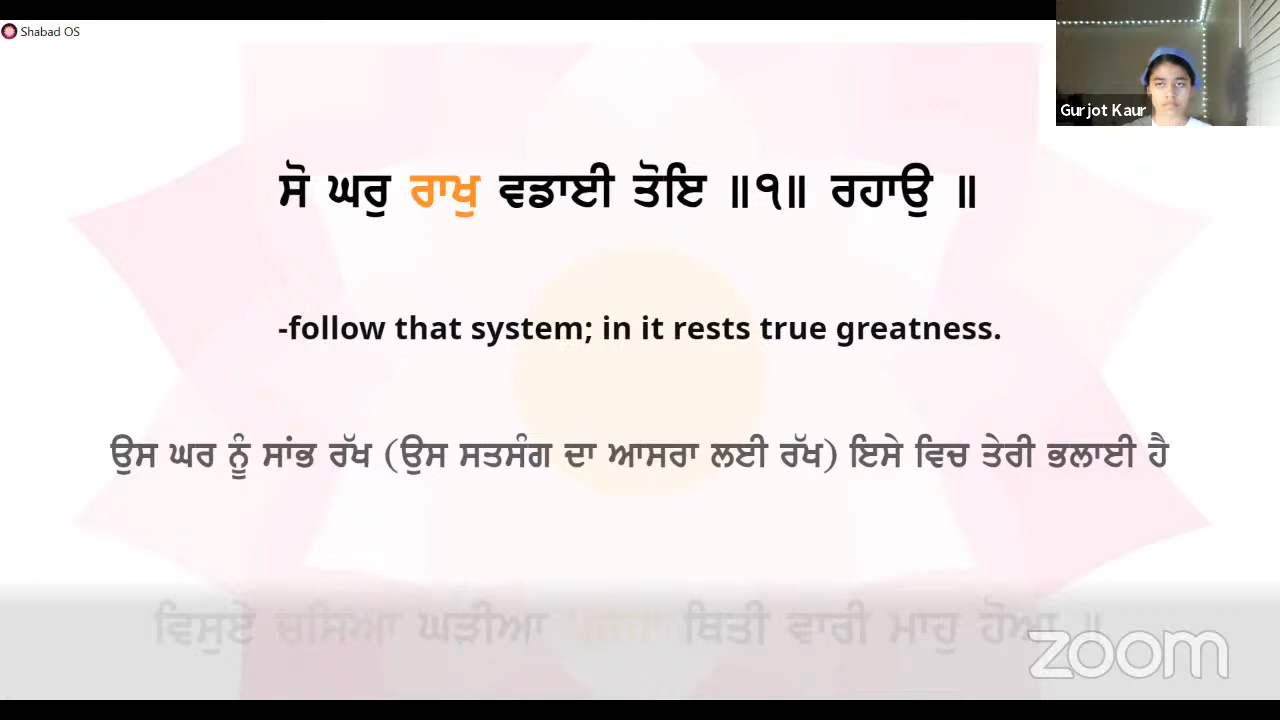 Shabad OS
Gurjot Kaur
ਸੋ ਘਰੁ ਰਾਖੁ ਵਡਾਈ ਤੋਇ ॥੧॥ ਰਹਾਉ ॥
-follow that system; in it rests true greatness.
ਉਸ ਘਰ ਨੂੰ ਸਾਂਭ ਰੱਖ (ਉਸ ਸਤਸੰਗ ਦਾ ਆਸਰਾ ਲਈ ਰੱਖ) ਇਸੇ ਵਿਚ ਤੇਰੀ ਭਲਾਈ ਹੈ
ਵਿਸੁਏ ਚਸਿਆ ਘੜੀਆ ਥਿਤੀ ਵਾਰੀ ਮਾਹੁ ਹੋਆ ॥
zoom